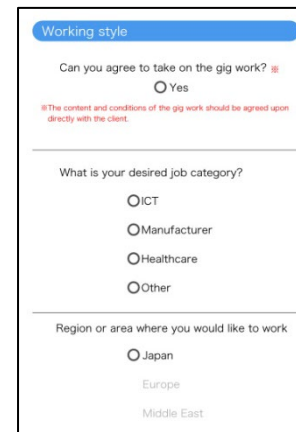 Working style
Can you agree to take on the gig work? ※
Yes
※The content and conditions of the gig work should be agreed upon
directly with the client.
What is your desired job category?
ICT
Manufacturer
Healthcare
Other
Region or area where you would like to work
Japan
Europe
Middle East